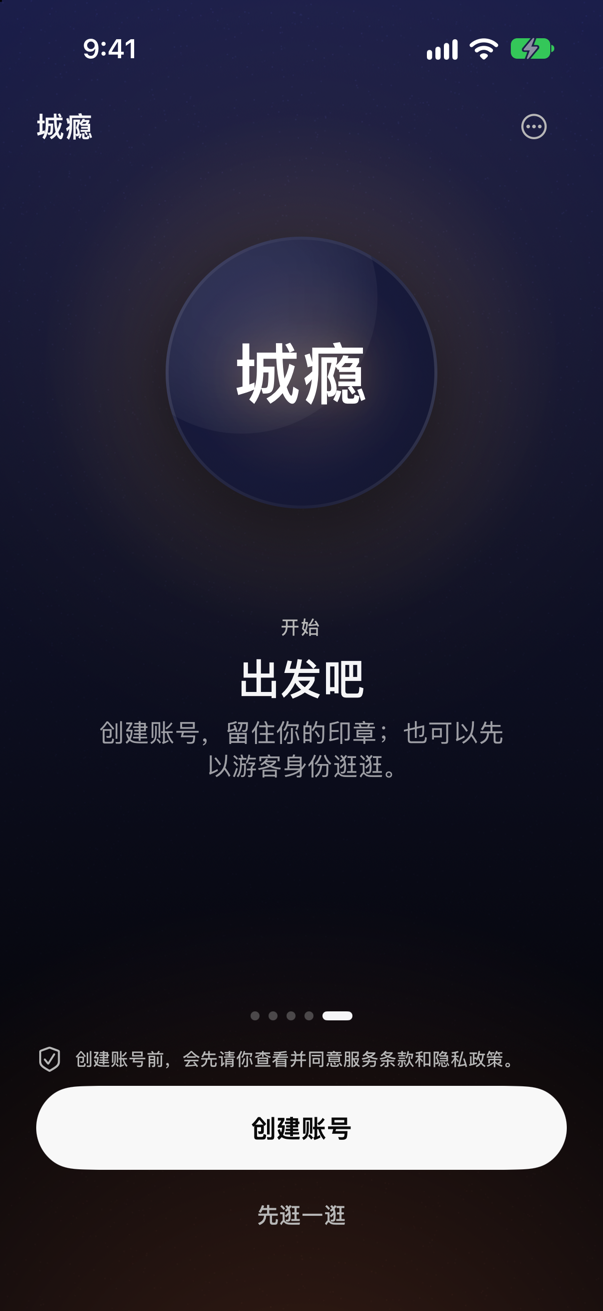 9:41
城瘾
城瘾
开始
出发吧
创建账号，留住你的印章；也可以先
以游客身份逛逛。
创建账号前，会先请你查看并同意服务条款和隐私政策。
创建账号
先逛一逛